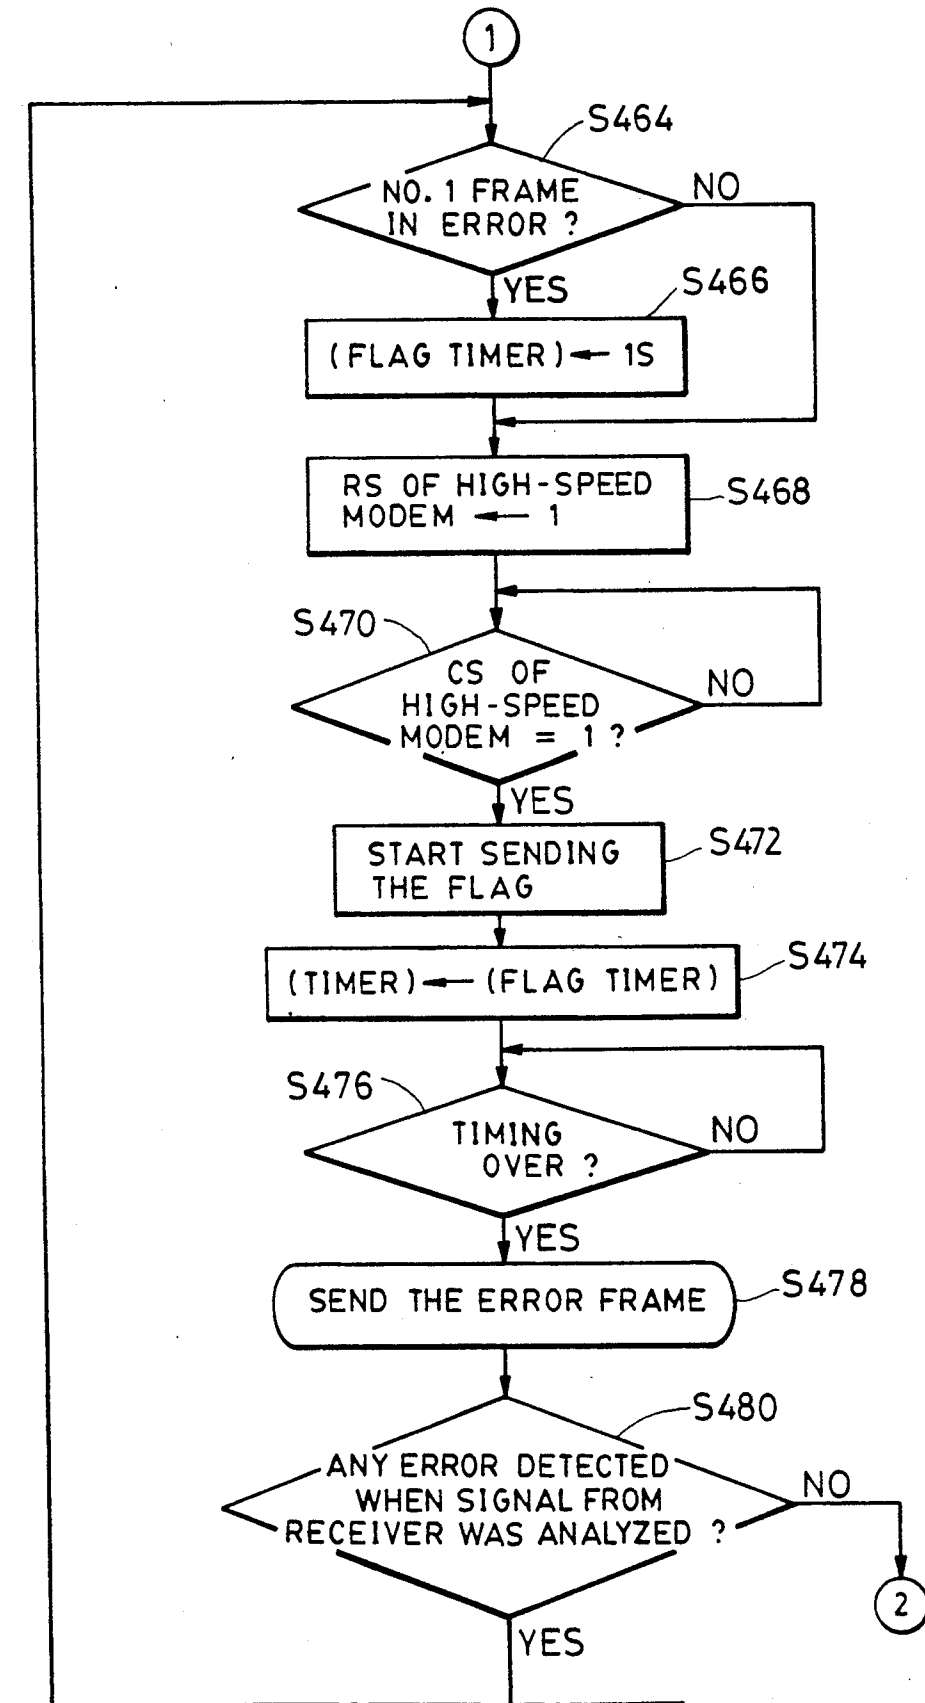 1
S464
NO. 1 FRAME
IN ERROR ?
NO
YES
S466
(FLAG TIMER) ← 1S
RS OF HIGH-SPEED
MODEM ← 1
S468
S470
CS OF
HIGH-SPEED
MODEM = 1 ?
NO
YES
START SENDING
THE FLAG
S472
(TIMER) ← (FLAG TIMER)
S474
S476
TIMING
OVER ?
NO
YES
SEND THE ERROR FRAME
S478
S480
ANY ERROR DETECTED
WHEN SIGNAL FROM
RECEIVER WAS ANALYZED ?
NO
2
YES